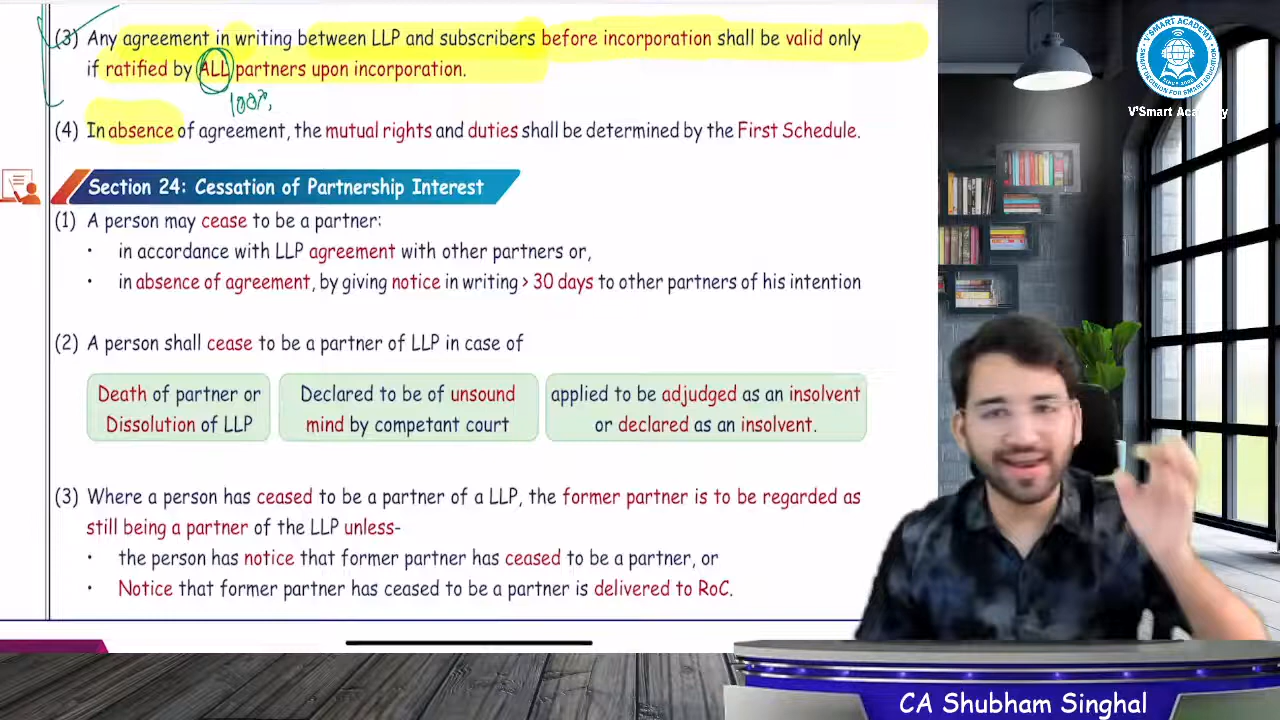 (3) Any agreement in writing between LLP and subscribers before incorporation shall be valid only
if ratified by ALL partners upon incorporation.
100%
(4) In absence of agreement, the mutual rights and duties shall be determined by the First Schedule.
Section 24: Cessation of Partnership Interest
(1) A person may cease to be a partner:
• in accordance with LLP agreement with other partners or,
• in absence of agreement, by giving notice in writing > 30 days to other partners of his intention
(2) A person shall cease to be a partner of LLP in case of
Death of partner or
Dissolution of LLP
Declared to be of unsound
mind by competant court
applied to be adjudged as an insolvent
or declared as an insolvent.
(3) Where a person has ceased to be a partner of a LLP, the former partner is to be regarded as
still being a partner of the LLP unless-
• the person has notice that former partner has ceased to be a partner, or
• Notice that former partner has ceased to be a partner is delivered to RoC.
V'SMART ACADEMY
SINCE 2002
SMART DECISION FOR SMART EDUCATION
V'Smart Academy
CA Shubham Singhal